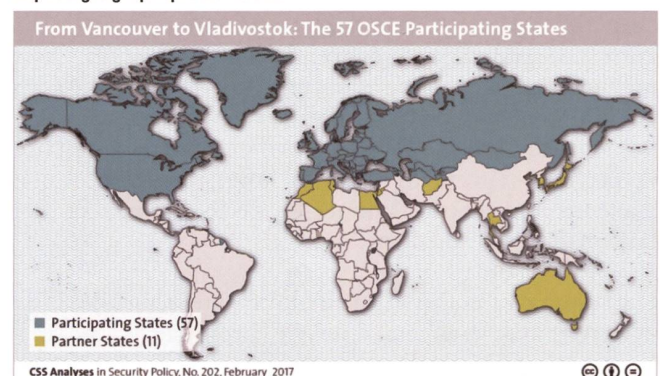 From Vancouver to Vladivostok: The 57 OSCE Participating States
Participating States (57)
Partner States (11)
CSS Analyses in Security Policy, No. 202, February 2017